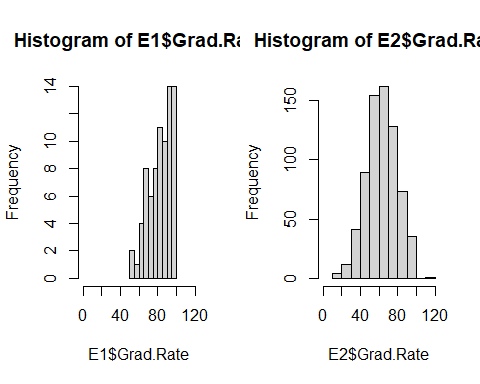 Histogram of E1$Grad.Ra
Frequency
0 2 4 6 8 10 14
0 40 80 120
E1$Grad.Rate
Histogram of E2$Grad.Ra
Frequency
0 50 100 150
0 40 80 120
E2$Grad.Rate